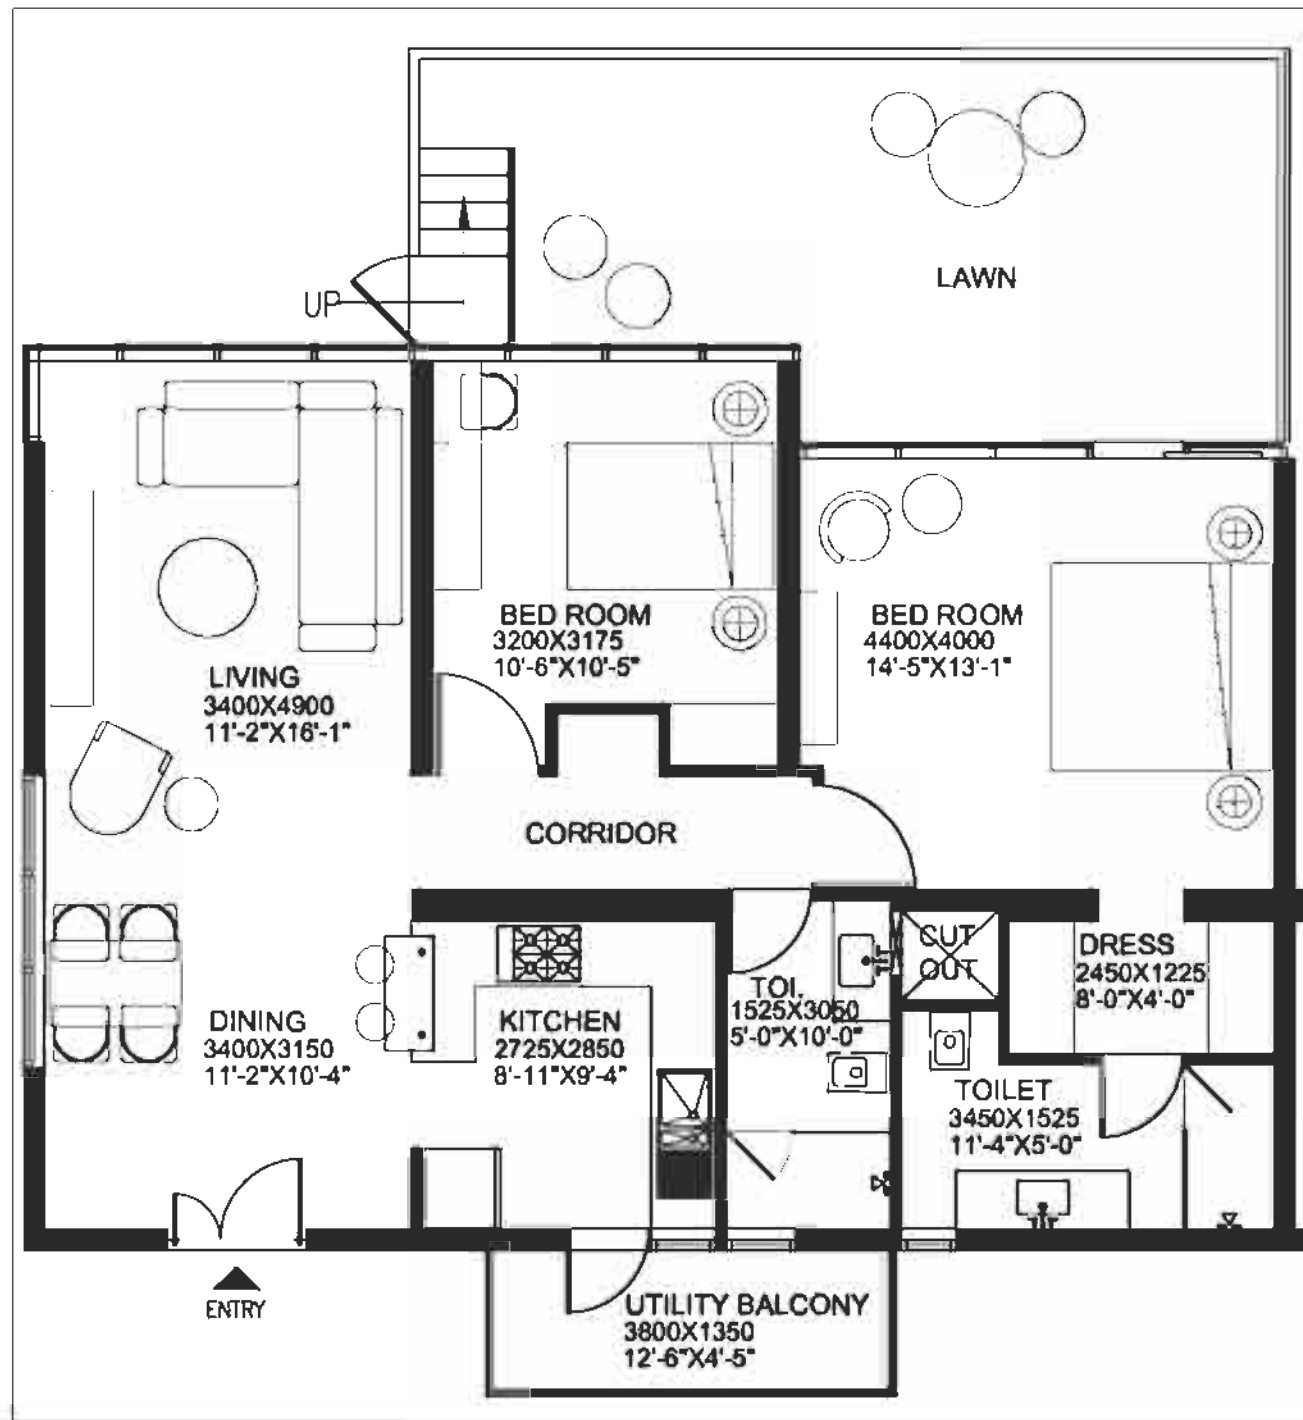 LAWN
UP
BED ROOM
3200X3175
10'-6"X10'-5"
BED ROOM
4400X4000
14'-5"X13'-1"
LIVING
3400X4900
11'-2"X16'-1"
CORRIDOR
CUT
OUT
DRESS
2450X1225
8'-0"X4'-0"
TOI.
1525X3050
5'-0"X10'-0"
DINING
3400X3150
11'-2"X10'-4"
KITCHEN
2725X2850
8'-11"X9'-4"
TOILET
3450X1525
11'-4"X5'-0"
ENTRY
UTILITY BALCONY
3800X1350
12'-6"X4'-5"